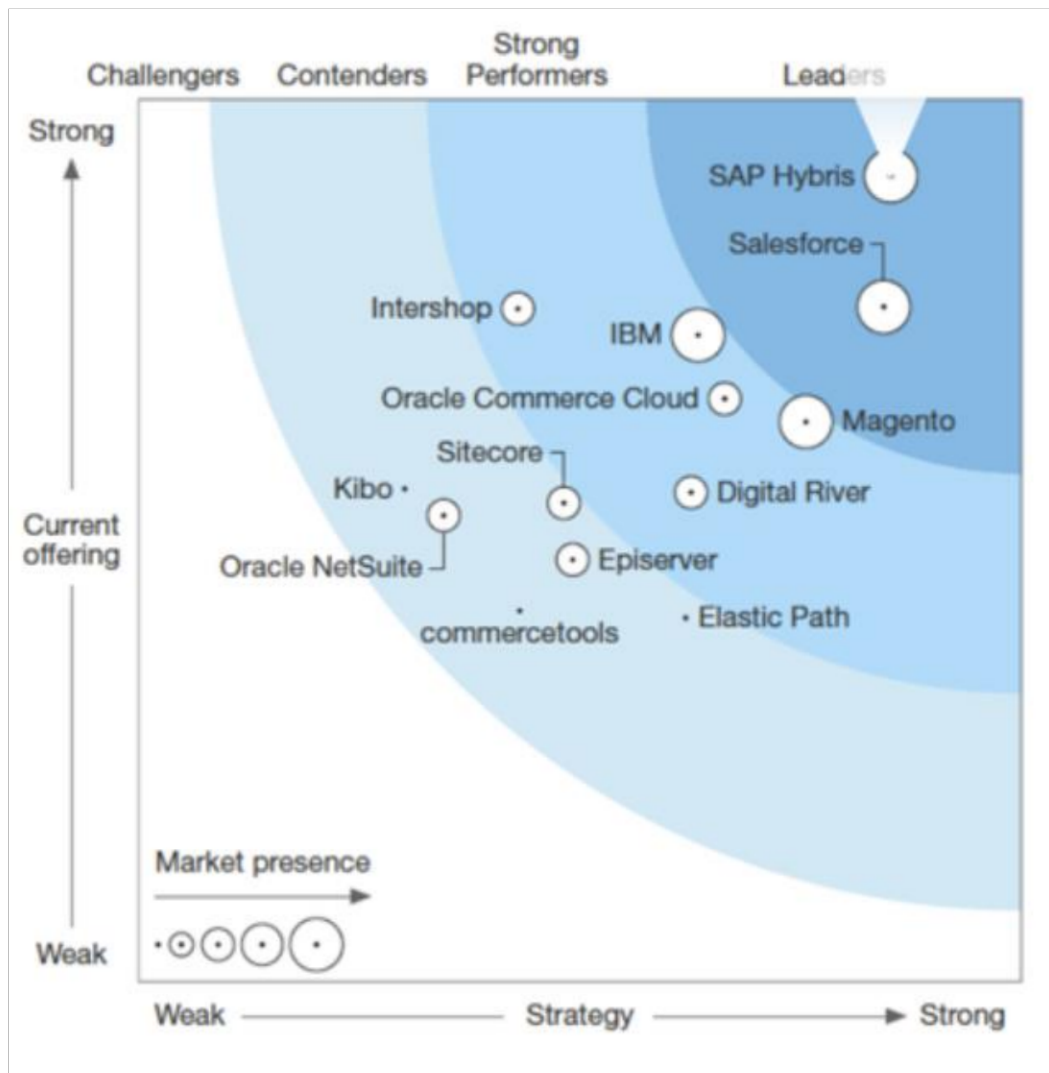 Challengers
Contenders
Strong
Performers
Leaders
Strong
SAP Hybris
Salesforce
Intershop
IBM
Oracle Commerce Cloud
Magento
Sitecore
Kibo
Digital River
Current
offering
Oracle NetSuite
Episerver
commercetools
Elastic Path
Market presence
Weak
Weak
Strategy
Strong